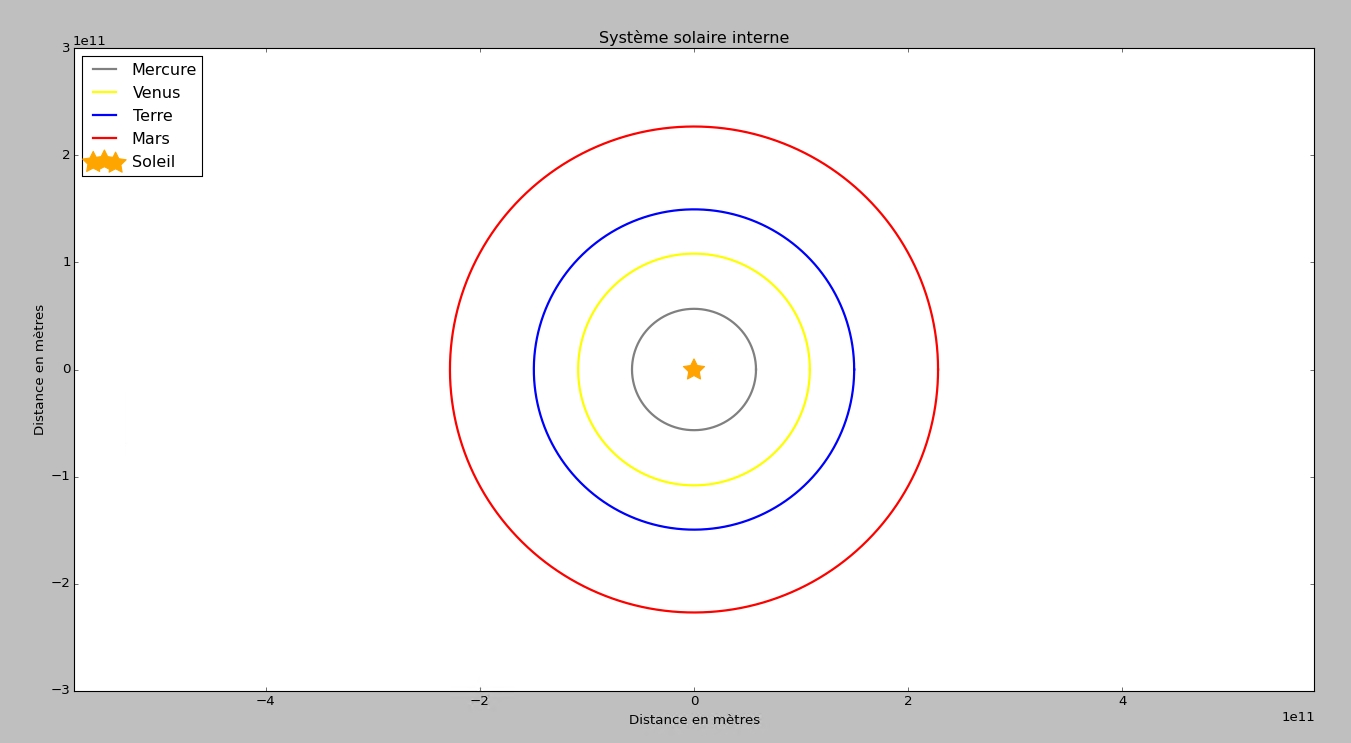 Système solaire interne
1e11
Mercure
Venus
Terre
Mars
Soleil
3
2
1
0
−1
−2
−3
Distance en mètres
−4
−2
0
2
4
Distance en mètres
1e11